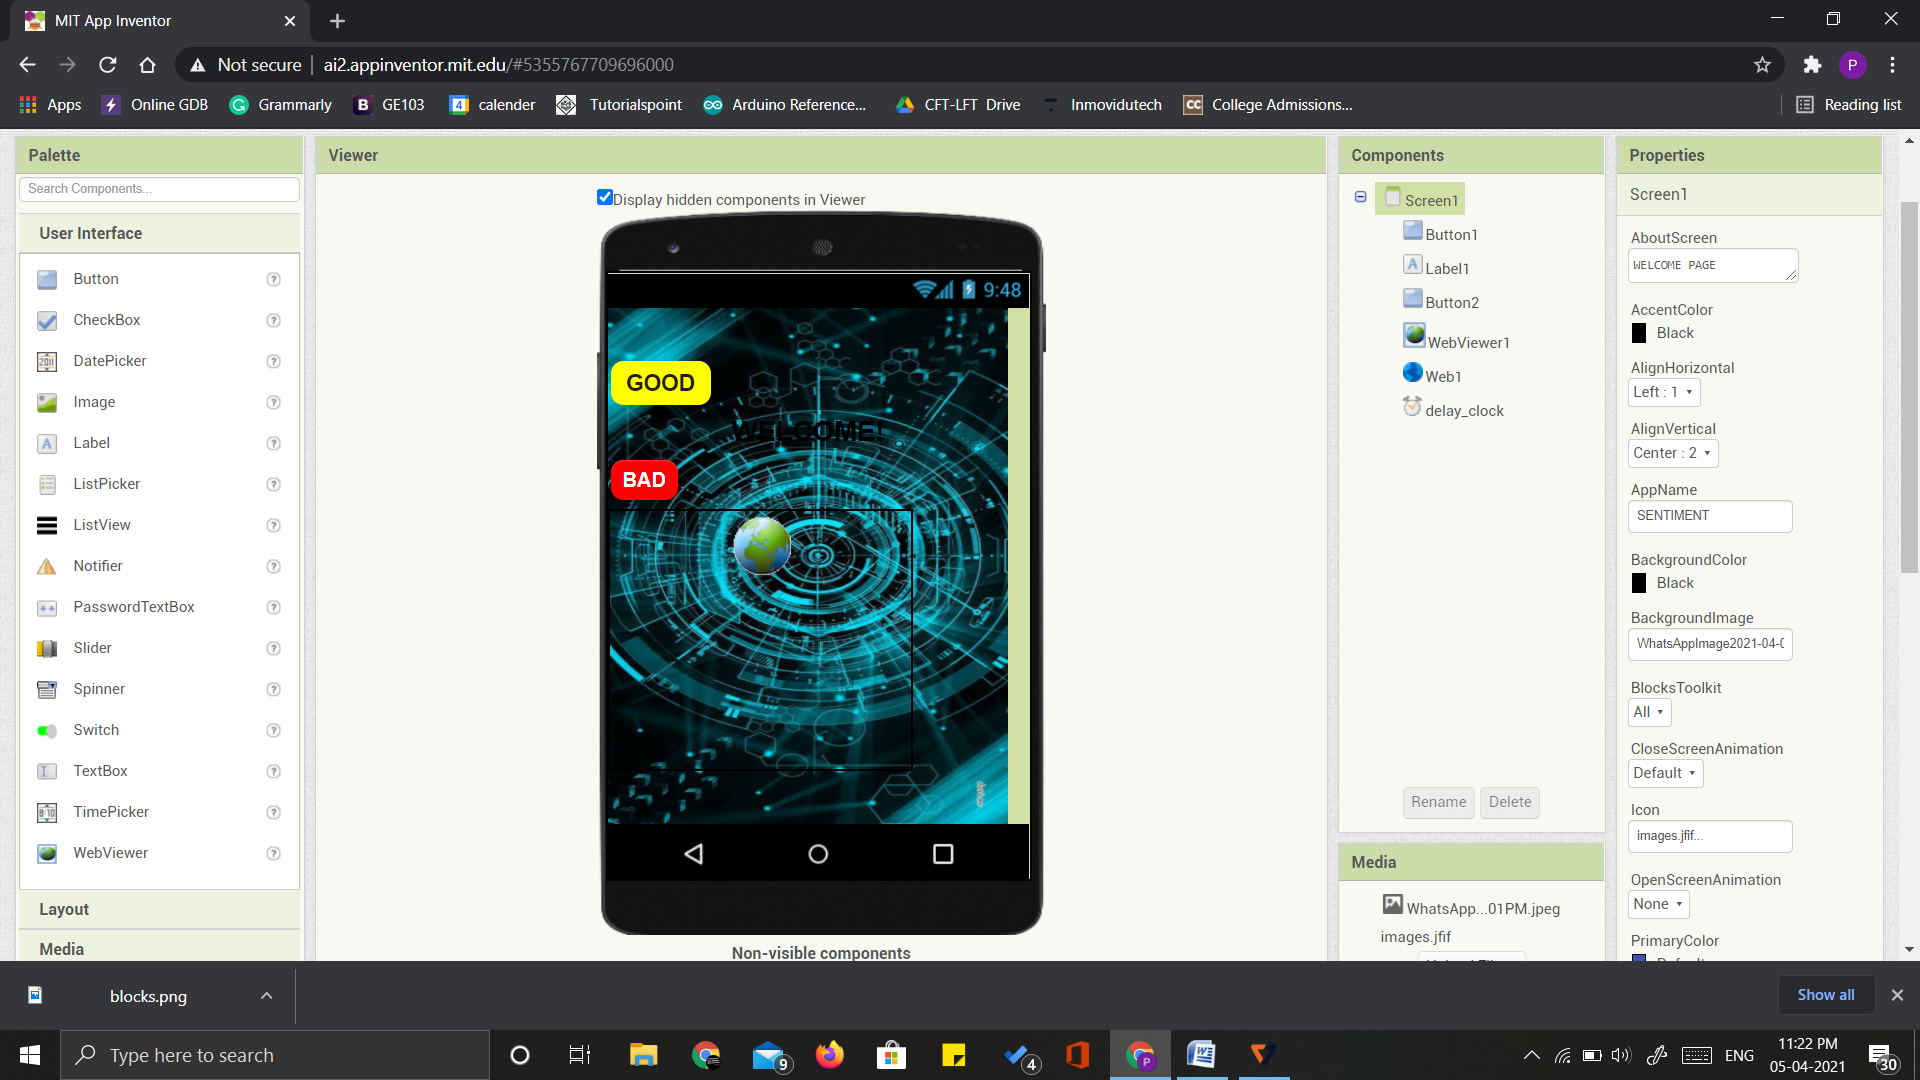 MIT App Inventor
Not secure
ai2.appinventor.mit.edu/#5355767709696000
P
Apps
Online GDB
Grammarly
B GE103
4 calender
Tutorialspoint
Arduino Reference...
CFT-LFT Drive
Inmovidutech
CC College Admissions...
Reading list
Palette
Search Components...
User Interface
Button
CheckBox
DatePicker
Image
Label
ListPicker
ListView
Notifier
PasswordTextBox
Slider
Spinner
Switch
TextBox
TimePicker
WebViewer
Layout
Media
Viewer
Display hidden components in Viewer
9:48
GOOD
WELCOME!
BAD
Non-visible components
Components
Screen1
Button1
Label1
Button2
WebViewer1
Web1
delay_clock
Rename
Delete
Media
WhatsApp...01PM.jpeg
images.jfif
Properties
Screen1
AboutScreen
WELCOME PAGE
AccentColor
Black
AlignHorizontal
Left : 1
AlignVertical
Center : 2
AppName
SENTIMENT
BackgroundColor
Black
BackgroundImage
WhatsAppImage2021-04-0
BlocksToolkit
All
CloseScreenAnimation
Default
Icon
images.jfif...
OpenScreenAnimation
None
PrimaryColor
blocks.png
Show all
Type here to search
9
4
P
ENG
11:22 PM
05-04-2021
30